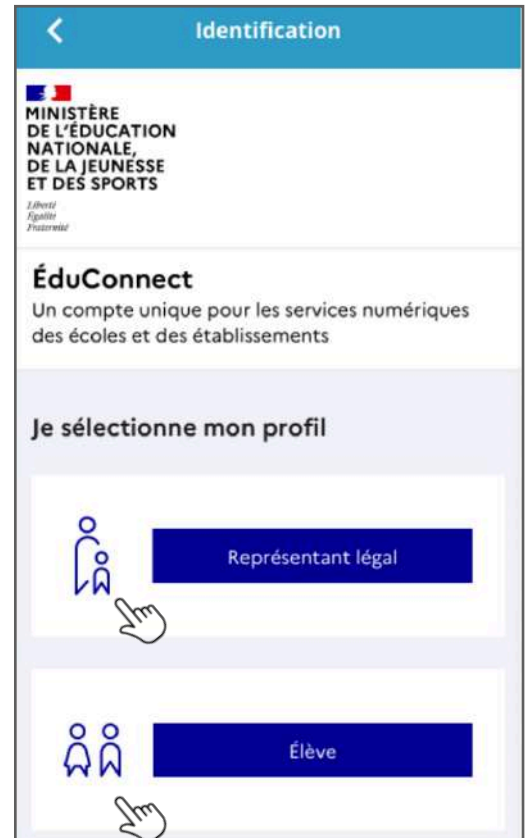 Identification
MINISTÈRE
DE L'ÉDUCATION
NATIONALE,
DE LA JEUNESSE
ET DES SPORTS
Liberté
Égalité
Fraternité
ÉduConnect
Un compte unique pour les services numériques
des écoles et des établissements
Je sélectionne mon profil
Représentant légal
Élève